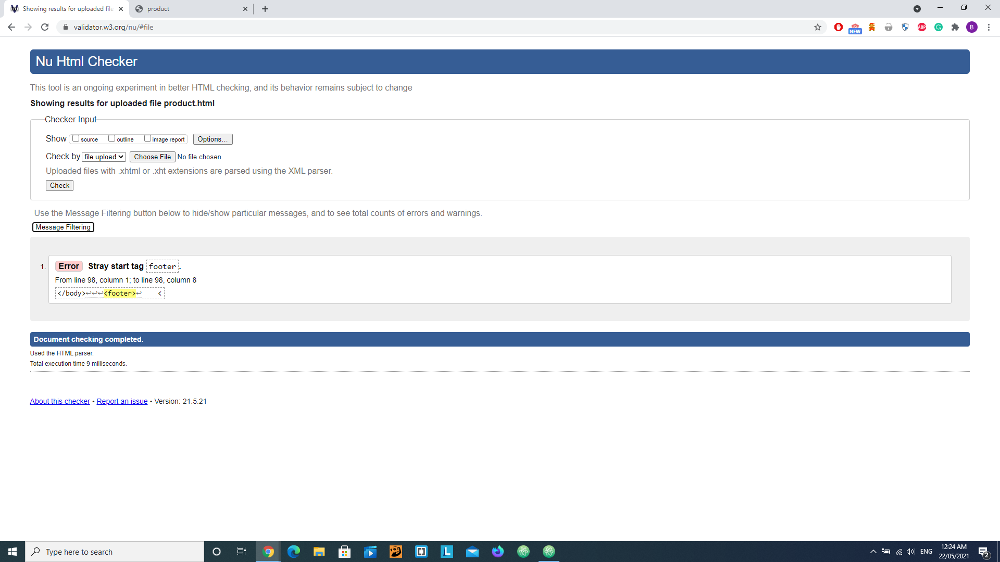 Showing results for uploaded file
product
validator.w3.org/nu/#file
NEW
ABP
B
Nu Html Checker
This tool is an ongoing experiment in better HTML checking, and its behavior remains subject to change
Showing results for uploaded file product.html
Checker Input
Show source outline image report Options...
Check by file upload Choose File No file chosen
Uploaded files with .xhtml or .xht extensions are parsed using the XML parser.
Check
Use the Message Filtering button below to hide/show particular messages, and to see total counts of errors and warnings.
Message Filtering
1. Error Stray start tag footer.
From line 98, column 1; to line 98, column 8
</body>↩↩↩<footer>↩ <
Document checking completed.
Used the HTML parser.
Total execution time 9 milliseconds.
About this checker • Report an issue • Version: 21.5.21
Type here to search
L
ENG
12:24 AM
22/05/2021
2